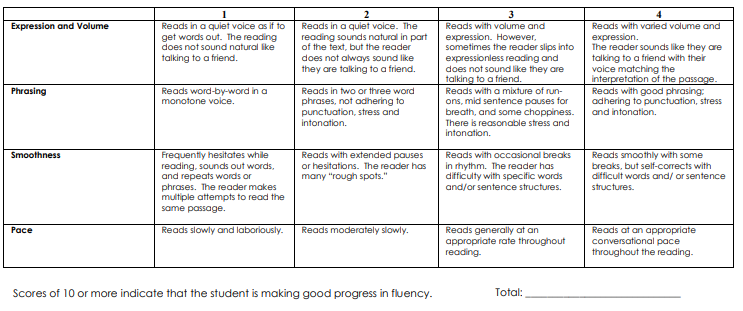 1 2 3 4
Expression and Volume
Reads in a quiet voice as if to
get words out. The reading
does not sound natural like
talking to a friend.
Reads in a quiet voice. The
reading sounds natural in part
of the text, but the reader
does not always sound like
they are talking to a friend.
Reads with volume and
expression. However,
sometimes the reader slips into
expressionless reading and
does not sound like they are
talking to a friend.
Reads with varied volume and
expression.
The reader sounds like they are
talking to a friend with their
voice matching the
interpretation of the passage.
Phrasing
Reads word-by-word in a
monotone voice.
Reads in two or three word
phrases, not adhering to
punctuation, stress and
intonation.
Reads with a mixture of run-
ons, mid sentence pauses for
breath, and some choppiness.
There is reasonable stress and
intonation.
Reads with good phrasing;
adhering to punctuation, stress
and intonation.
Smoothness
Frequently hesitates while
reading, sounds out words,
and repeats words or
phrases. The reader makes
multiple attempts to read the
same passage.
Reads with extended pauses
or hesitations. The reader has
many “rough spots.”
Reads with occasional breaks
in rhythm. The reader has
difficulty with specific words
and/or sentence structures.
Reads smoothly with some
breaks, but self-corrects with
difficult words and/ or sentence
structures.
Pace
Reads slowly and laboriously.
Reads moderately slowly.
Reads generally at an
appropriate rate throughout
reading.
Reads at an appropriate
conversational pace
throughout the reading.
Scores of 10 or more indicate that the student is making good progress in fluency. Total: ____________________________